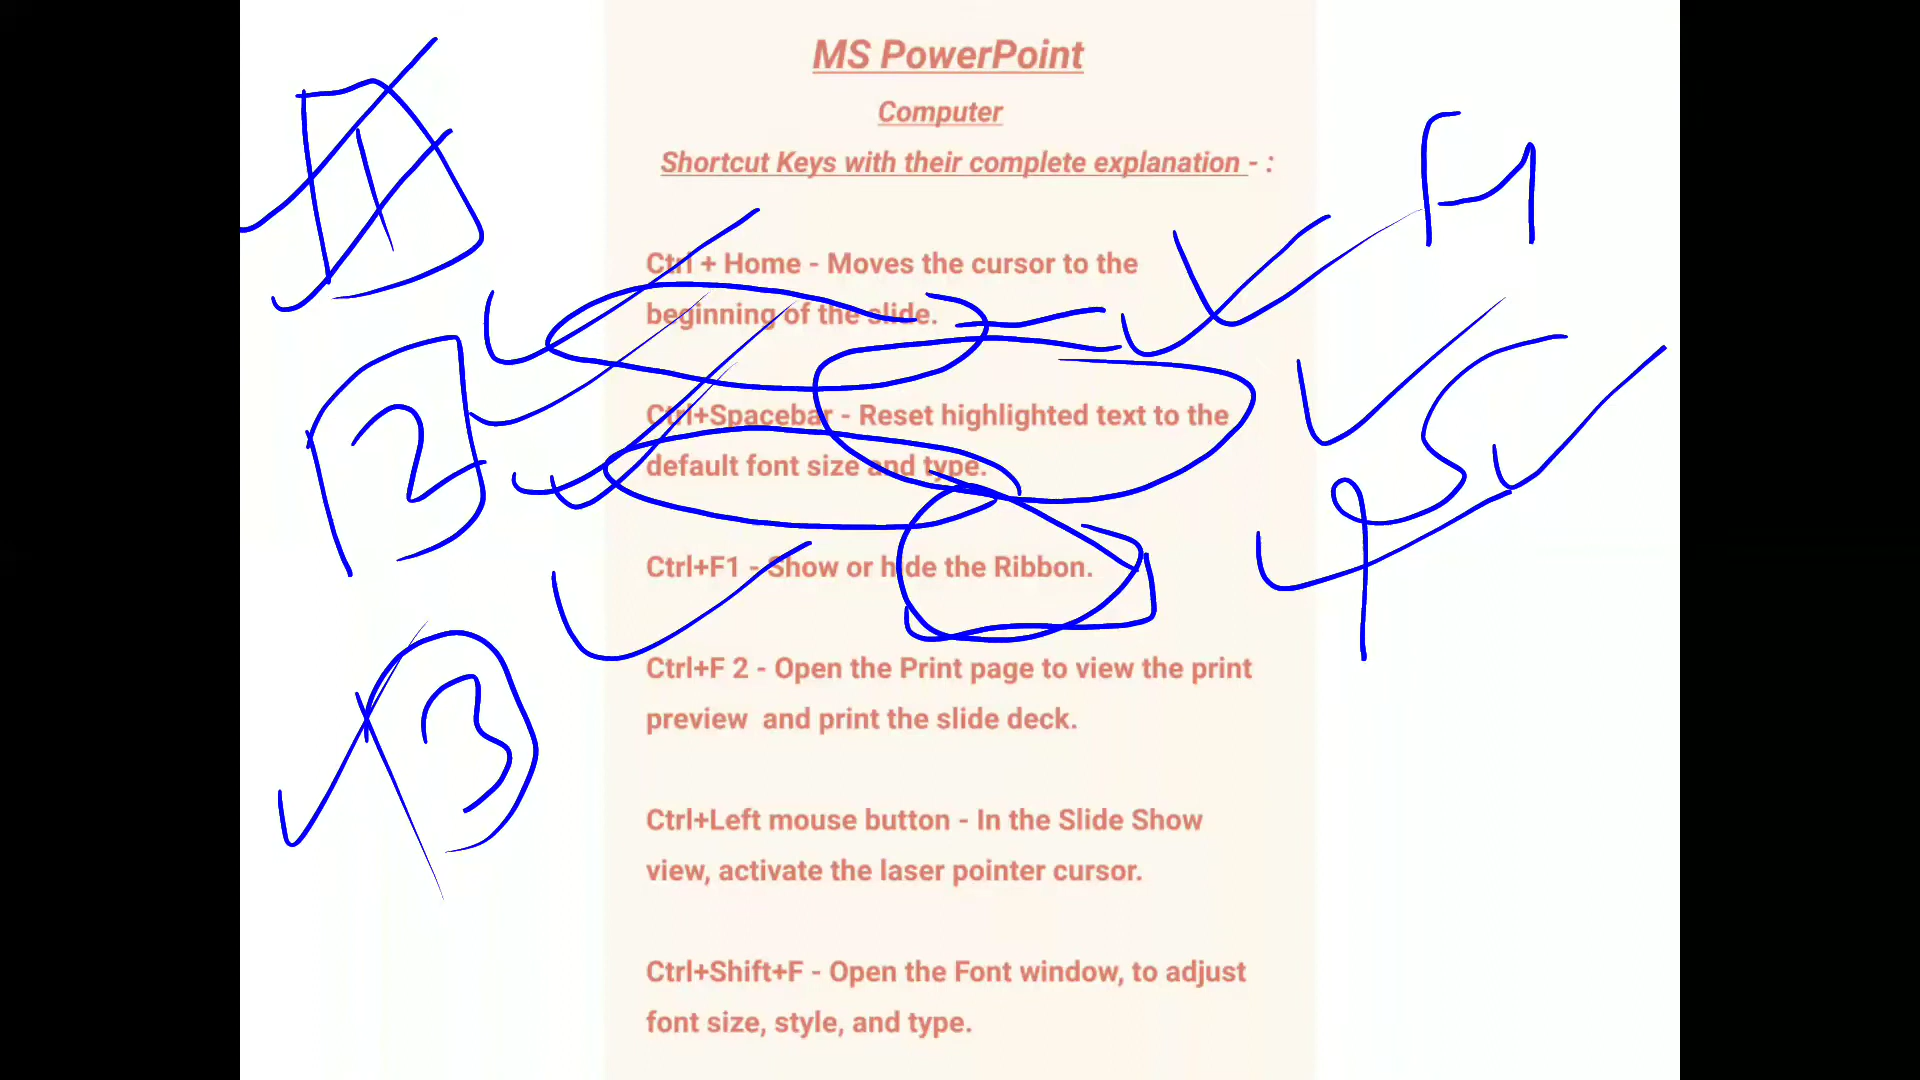 MS PowerPoint
Computer
Shortcut Keys with their complete explanation - :
1
Ctrl + Home - Moves the cursor to the
beginning of the slide.
2
Ctrl+Spacebar - Reset highlighted text to the
default font size and type.
Ctrl+F1 - Show or hide the Ribbon.
3
Ctrl+F 2 - Open the Print page to view the print
preview  and print the slide deck.
Ctrl+Left mouse button - In the Slide Show
view, activate the laser pointer cursor.
Ctrl+Shift+F - Open the Font window, to adjust
font size, style, and type.